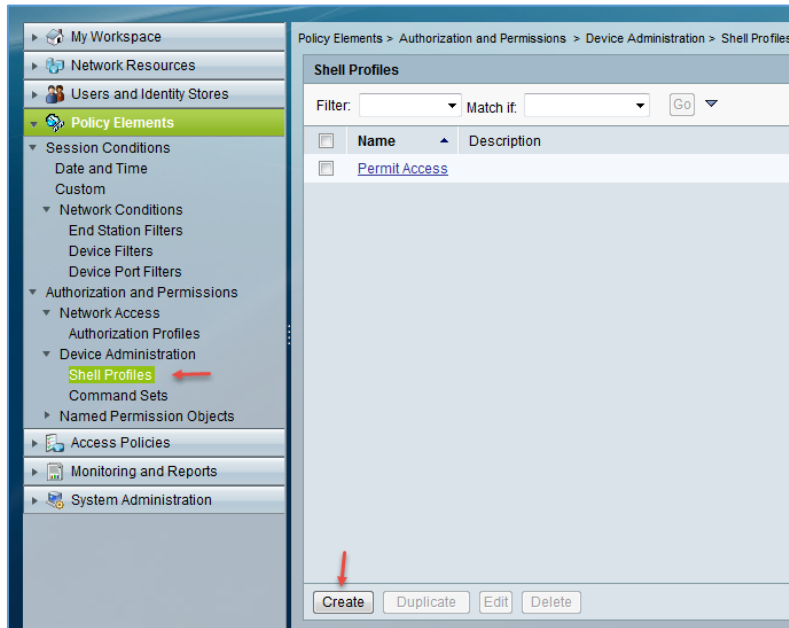 My Workspace
Network Resources
Users and Identity Stores
Policy Elements
Session Conditions
Date and Time
Custom
Network Conditions
End Station Filters
Device Filters
Device Port Filters
Authorization and Permissions
Network Access
Authorization Profiles
Device Administration
Shell Profiles
Command Sets
Named Permission Objects
Access Policies
Monitoring and Reports
System Administration
Policy Elements > Authorization and Permissions > Device Administration > Shell Profiles
Shell Profiles
Filter: Match if: Go
Name Description
Permit Access
Create Duplicate Edit Delete